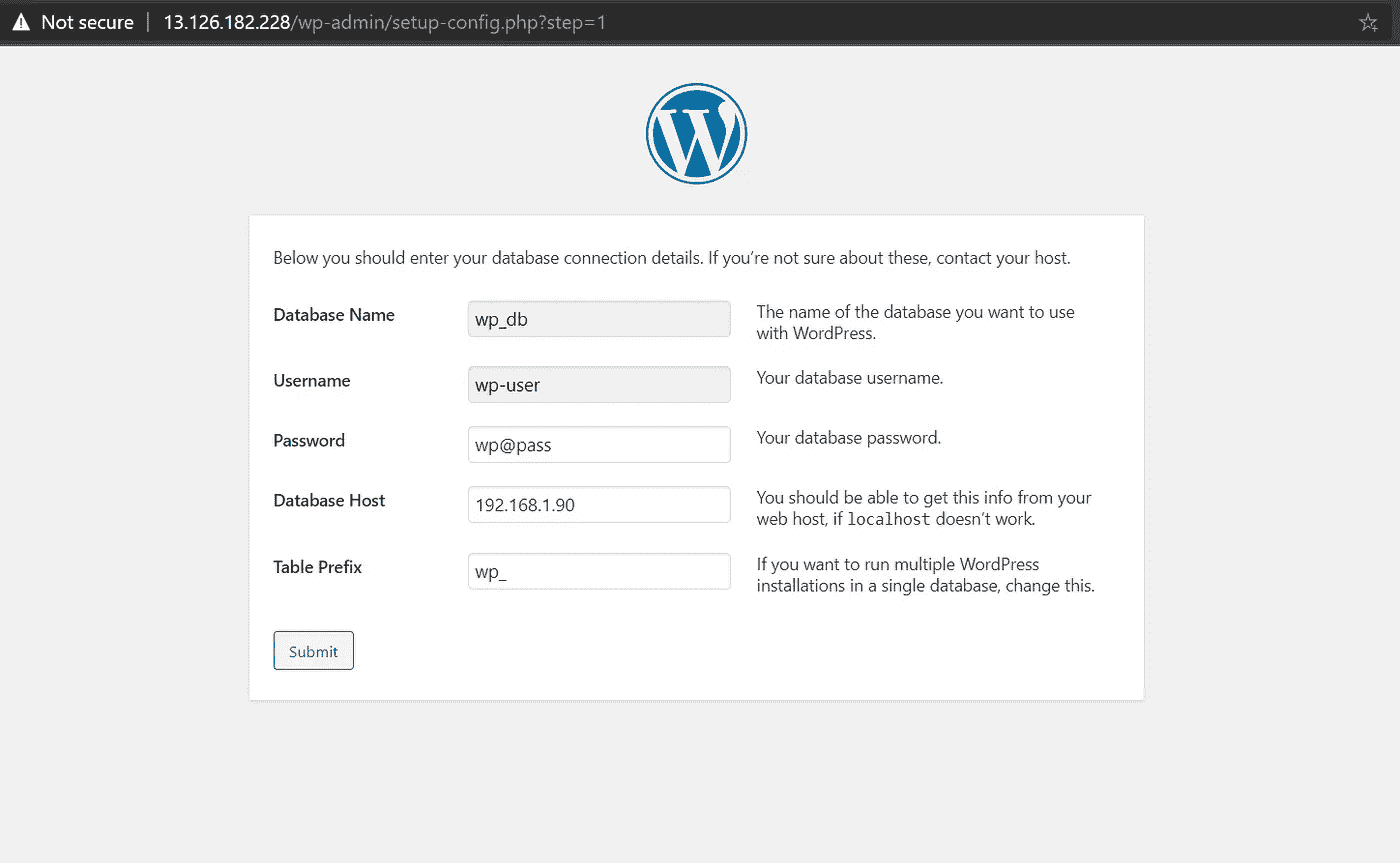 Not secure | 13.126.182.228/wp-admin/setup-config.php?step=1
W
Below you should enter your database connection details. If you’re not sure about these, contact your host.
Database Name
wp_db
The name of the database you want to use
with WordPress.
Username
wp-user
Your database username.
Password
wp@pass
Your database password.
Database Host
192.168.1.90
You should be able to get this info from your
web host, if localhost doesn’t work.
Table Prefix
wp_
If you want to run multiple WordPress
installations in a single database, change this.
Submit